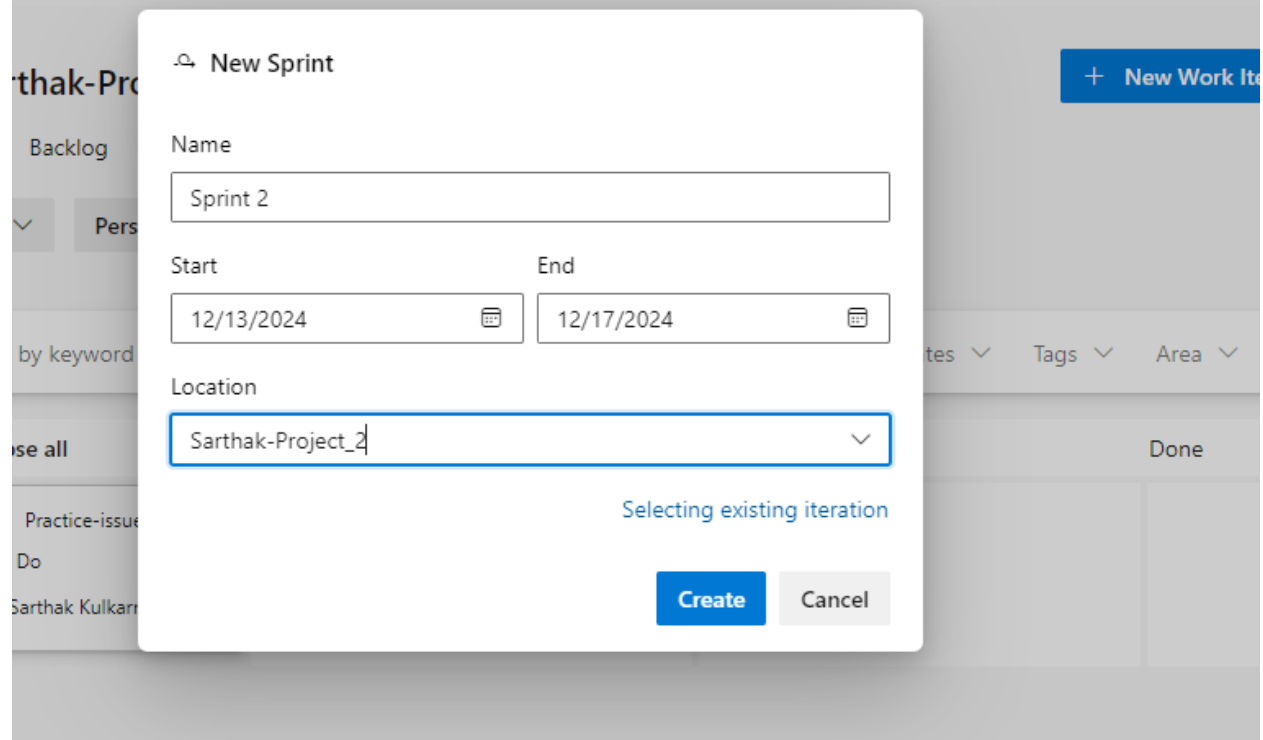 New Sprint
rthak-Pro
+ New Work Ite
Backlog
Name
Sprint 2
Pers
Start End
12/13/2024 12/17/2024
by keyword
tes Tags Area
Location
Sarthak-Project_2
pse all
Done
Selecting existing iteration
Practice-issue
Do
Create Cancel
Sarthak Kulkarn